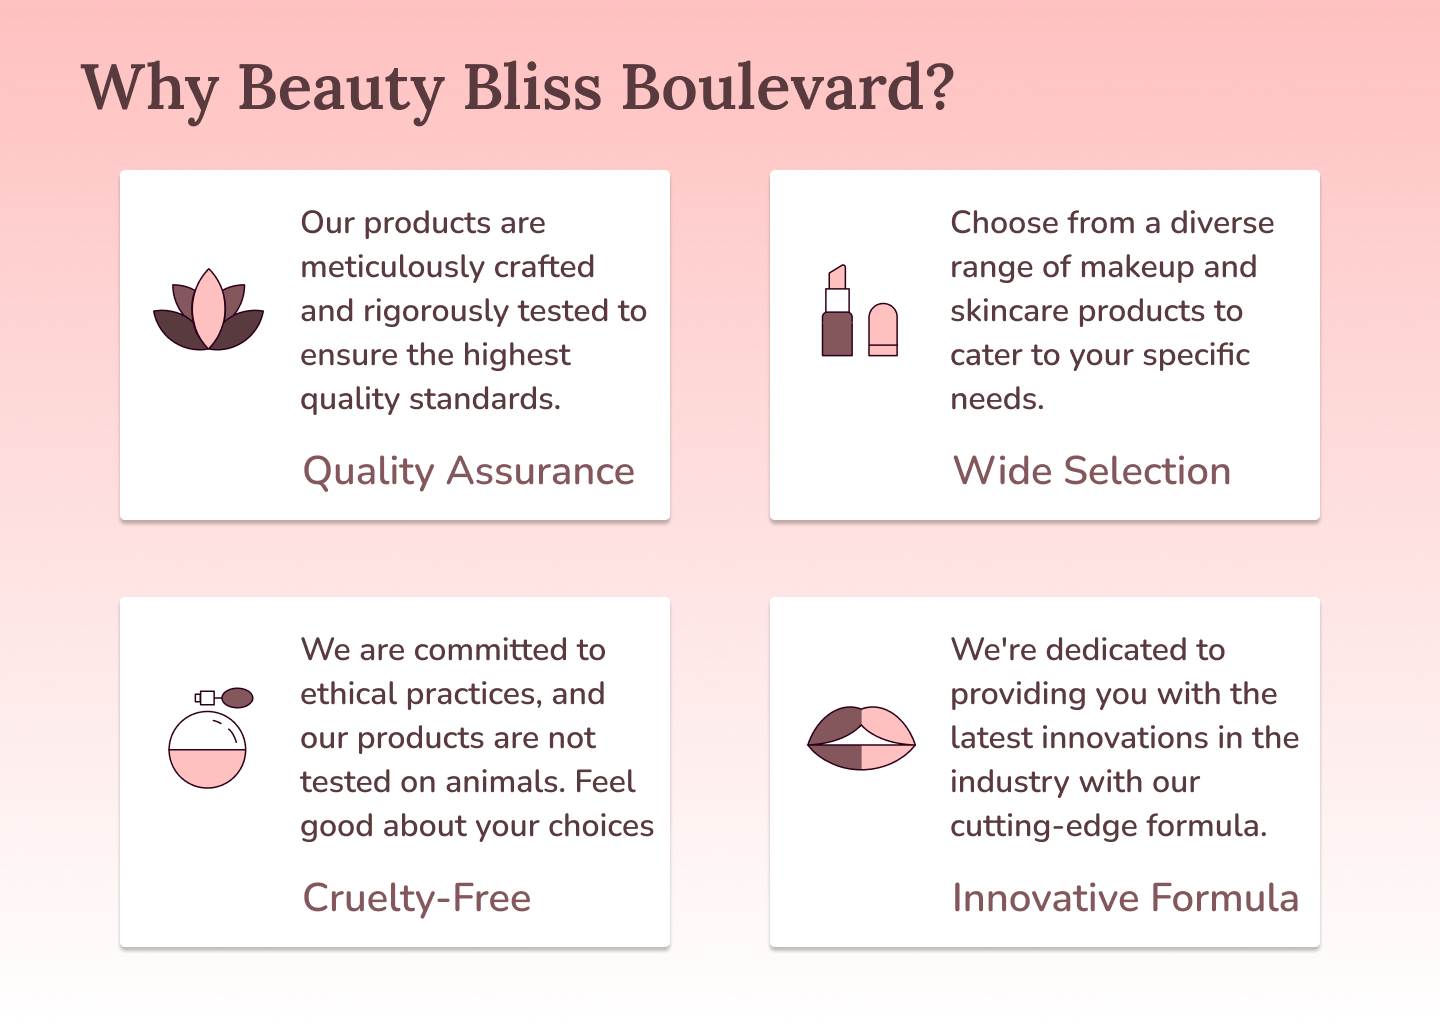 Why Beauty Bliss Boulevard?
Our products are
meticulously crafted
and rigorously tested to
ensure the highest
quality standards.
Quality Assurance
Choose from a diverse
range of makeup and
skincare products to
cater to your specific
needs.
Wide Selection
We are committed to
ethical practices, and
our products are not
tested on animals. Feel
good about your choices
Cruelty-Free
We're dedicated to
providing you with the
latest innovations in the
industry with our
cutting-edge formula.
Innovative Formula